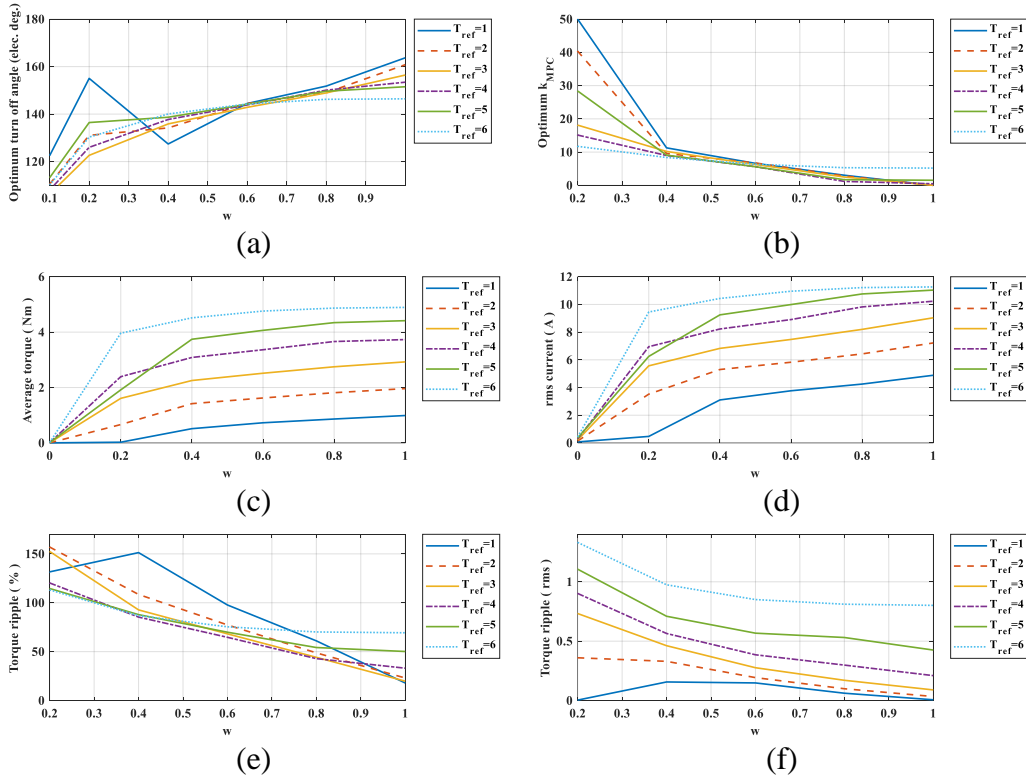 180
160
140
120
0.1 0.2 0.3 0.4 0.5 0.6 0.7 0.8 0.9
w
Optimum turn off angle (elec. deg.)
T_ref=1
T_ref=2
T_ref=3
T_ref=4
T_ref=5
T_ref=6
(a)
50
40
30
20
10
0
0.2 0.3 0.4 0.5 0.6 0.7 0.8 0.9 1
w
Optimum k_MPC
T_ref=1
T_ref=2
T_ref=3
T_ref=4
T_ref=5
T_ref=6
(b)
6
4
2
0
0 0.2 0.4 0.6 0.8 1
w
Average torque ( Nm)
T_ref=1
T_ref=2
T_ref=3
T_ref=4
T_ref=5
T_ref=6
(c)
12
10
8
6
4
2
0
0 0.2 0.4 0.6 0.8 1
w
rms current ( A )
T_ref=1
T_ref=2
T_ref=3
T_ref=4
T_ref=5
T_ref=6
(d)
150
100
50
0
0.2 0.3 0.4 0.5 0.6 0.7 0.8 0.9 1
w
Torque ripple ( % )
T_ref=1
T_ref=2
T_ref=3
T_ref=4
T_ref=5
T_ref=6
(e)
1
0.5
0
0.2 0.3 0.4 0.5 0.6 0.7 0.8 0.9 1
w
Torque ripple ( rms )
T_ref=1
T_ref=2
T_ref=3
T_ref=4
T_ref=5
T_ref=6
(f)